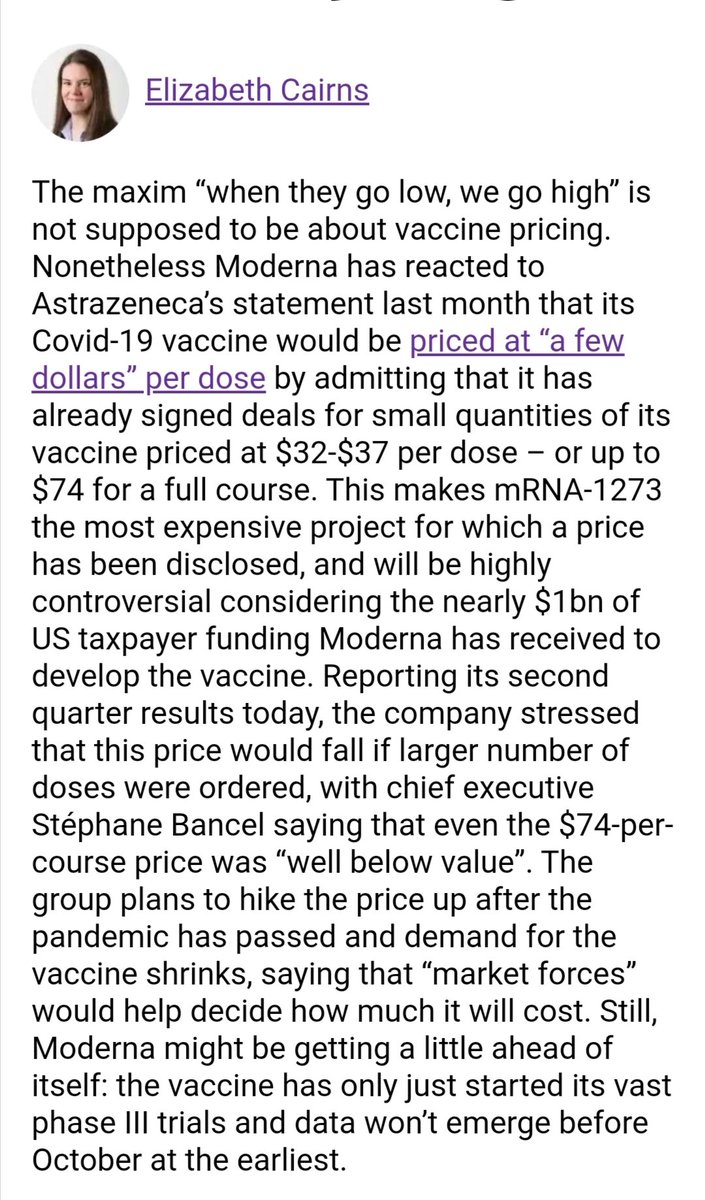 Elizabeth Cairns
The maxim “when they go low, we go high” is
not supposed to be about vaccine pricing.
Nonetheless Moderna has reacted to
Astrazeneca’s statement last month that its
Covid-19 vaccine would be priced at “a few
dollars” per dose by admitting that it has
already signed deals for small quantities of its
vaccine priced at $32-$37 per dose – or up to
$74 for a full course. This makes mRNA-1273
the most expensive project for which a price
has been disclosed, and will be highly
controversial considering the nearly $1bn of
US taxpayer funding Moderna has received to
develop the vaccine. Reporting its second
quarter results today, the company stressed
that this price would fall if larger number of
doses were ordered, with chief executive
Stéphane Bancel saying that even the $74-per-
course price was “well below value”. The
group plans to hike the price up after the
pandemic has passed and demand for the
vaccine shrinks, saying that “market forces”
would help decide how much it will cost. Still,
Moderna might be getting a little ahead of
itself: the vaccine has only just started its vast
phase III trials and data won’t emerge before
October at the earliest.